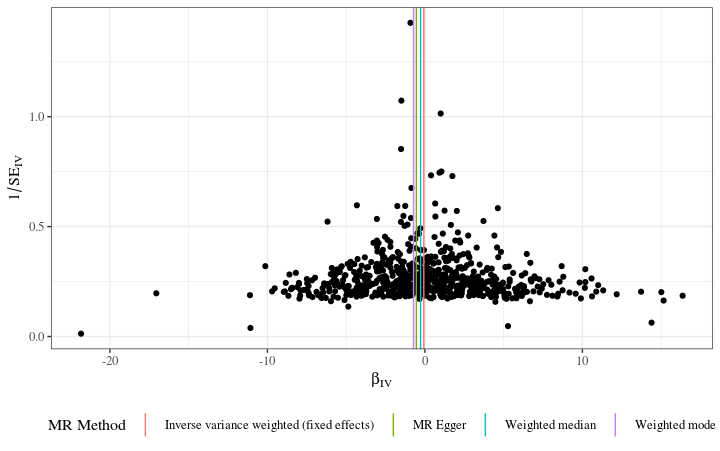 1/SE_IV
1.0
0.5
0.0
-20
-10
0
10
β_IV
MR Method
Inverse variance weighted (fixed effects)
MR Egger
Weighted median
Weighted mode